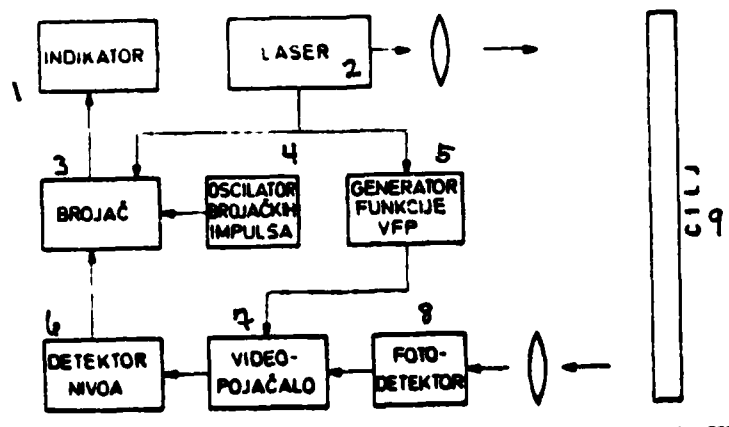 INDIKATOR
1
LASER
2
3
BROJAČ
4
OSCILATOR
BROJAČKIH
IMPULSA
5
GENERATOR
FUNKCIJE
VFP
CILJ
9
6
DETEKTOR
NIVOA
7
VIDEO-
POJAČALO
8
FOTO-
DETEKTOR